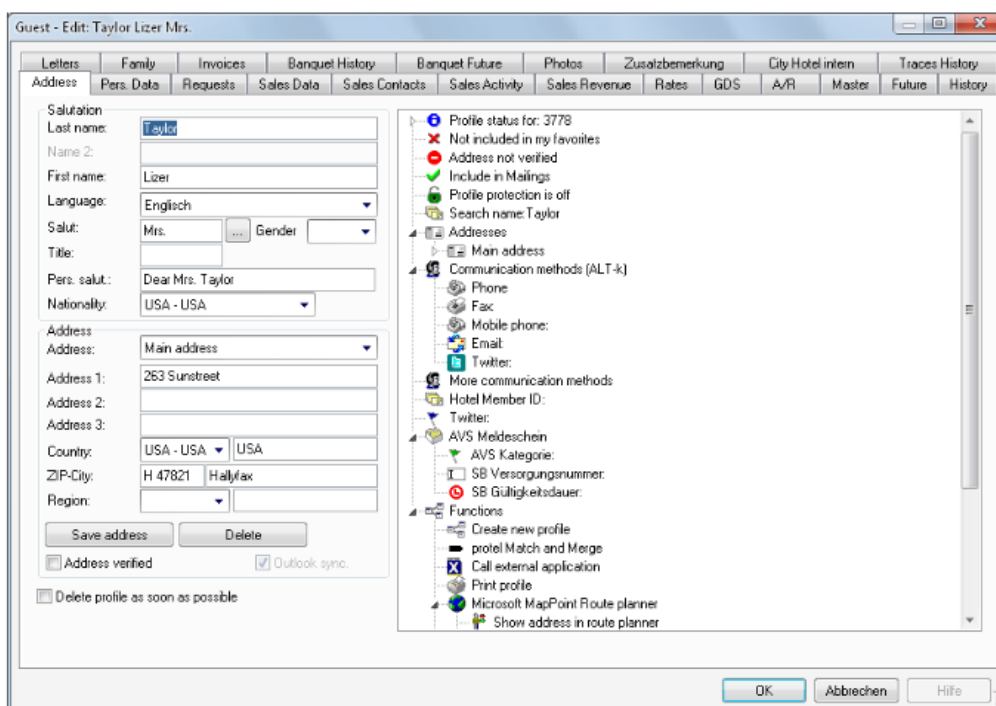 Guest - Edit: Taylor Lizer Mrs.
Letters Family Invoices Banquet History Banquet Future Photos Zusatzbemerkung City Hotel intern Traces History
Address Pers. Data Requests Sales Data Sales Contacts Sales Activity Sales Revenue Rates GDS A/R Master Future History
Salutation
Last name: Taylor
Name 2:
First name: Lizer
Language: Englisch
Salut: Mrs. ... Gender
Title:
Pers. salut.: Dear Mrs. Taylor
Nationality: USA - USA
Address
Address: Main address
Address 1: 263 Sunstreet
Address 2:
Address 3:
Country: USA - USA USA
ZIP-City: H 47821 Hallyfax
Region:
Save address Delete
Address verified Outlook sync.
Delete profile as soon as possible
Profile status for: 3778
Not included in my favorites
Address not verified
Include in Mailings
Profile protection is off
Search name:Taylor
Addresses
Main address
Communication methods (ALT-k)
Phone
Fax
Mobile phone:
Email:
Twitter:
More communication methods
Hotel Member ID:
Twitter:
AVS Meldeschein
AVS Kategorie:
SB Versorgungsnummer:
SB Gültigkeitsdauer:
Functions
Create new profile
protel Match and Merge
Call external application
Print profile
Microsoft MapPoint Route planner
Show address in route planner
OK Abbrechen Hilfe